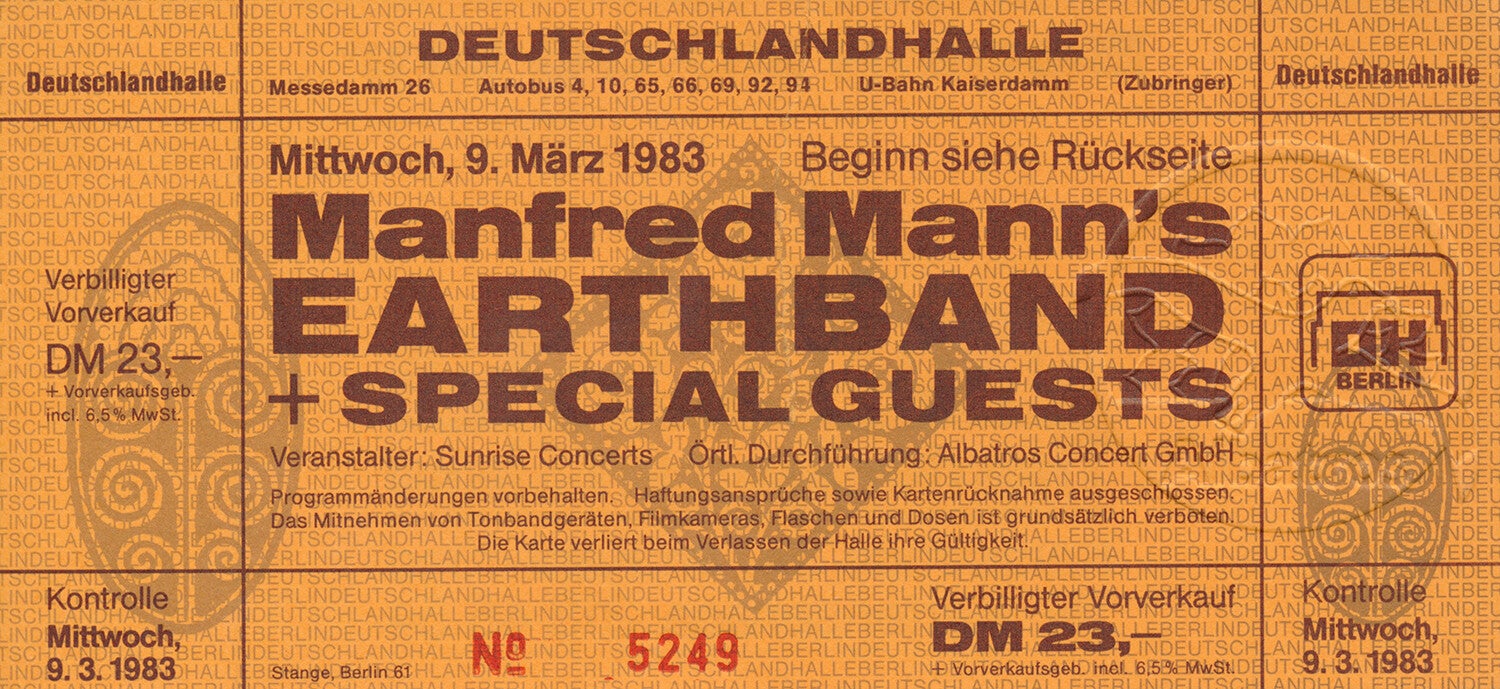 Deutschlandhalle
DEUTSCHLANDHALLE
Messedamm 26 Autobus 4, 10, 65, 66, 69, 92, 94 U-Bahn Kaiserdamm (Zubringer)
Deutschlandhalle
Mittwoch, 9. März 1983 Beginn siehe Rückseite
Manfred Mann's
EARTHBAND
+ SPECIAL GUESTS
Veranstalter: Sunrise Concerts Örtl. Durchführung: Albatros Concert GmbH
Programmänderungen vorbehalten. Haftungsansprüche sowie Kartenrücknahme ausgeschlossen.
Das Mitnehmen von Tonbandgeräten, Filmkameras, Flaschen und Dosen ist grundsätzlich verboten.
Die Karte verliert beim Verlassen der Halle ihre Gültigkeit.
Verbilligter
Vorverkauf
DM 23,—
+ Vorverkaufsgeb.
incl. 6,5% MwSt.
DH
BERLIN
Kontrolle
Mittwoch,
9. 3. 1983
Stange, Berlin 61
No 5249
Verbilligter Vorverkauf
DM 23,—
+ Vorverkaufsgeb. incl. 6,5% MwSt.
Kontrolle
Mittwoch,
9. 3. 1983